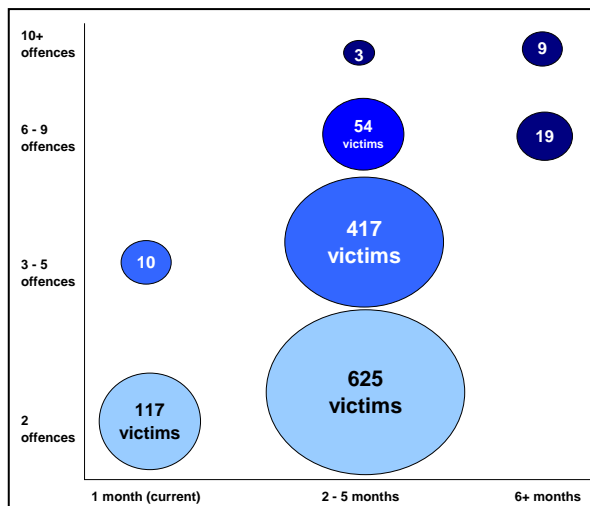 10+
offences
3
9
6 - 9
offences
54
victims
19
417
victims
3 - 5
offences
10
625
victims
117
victims
2
offences
1 month (current)
2 - 5 months
6+ months